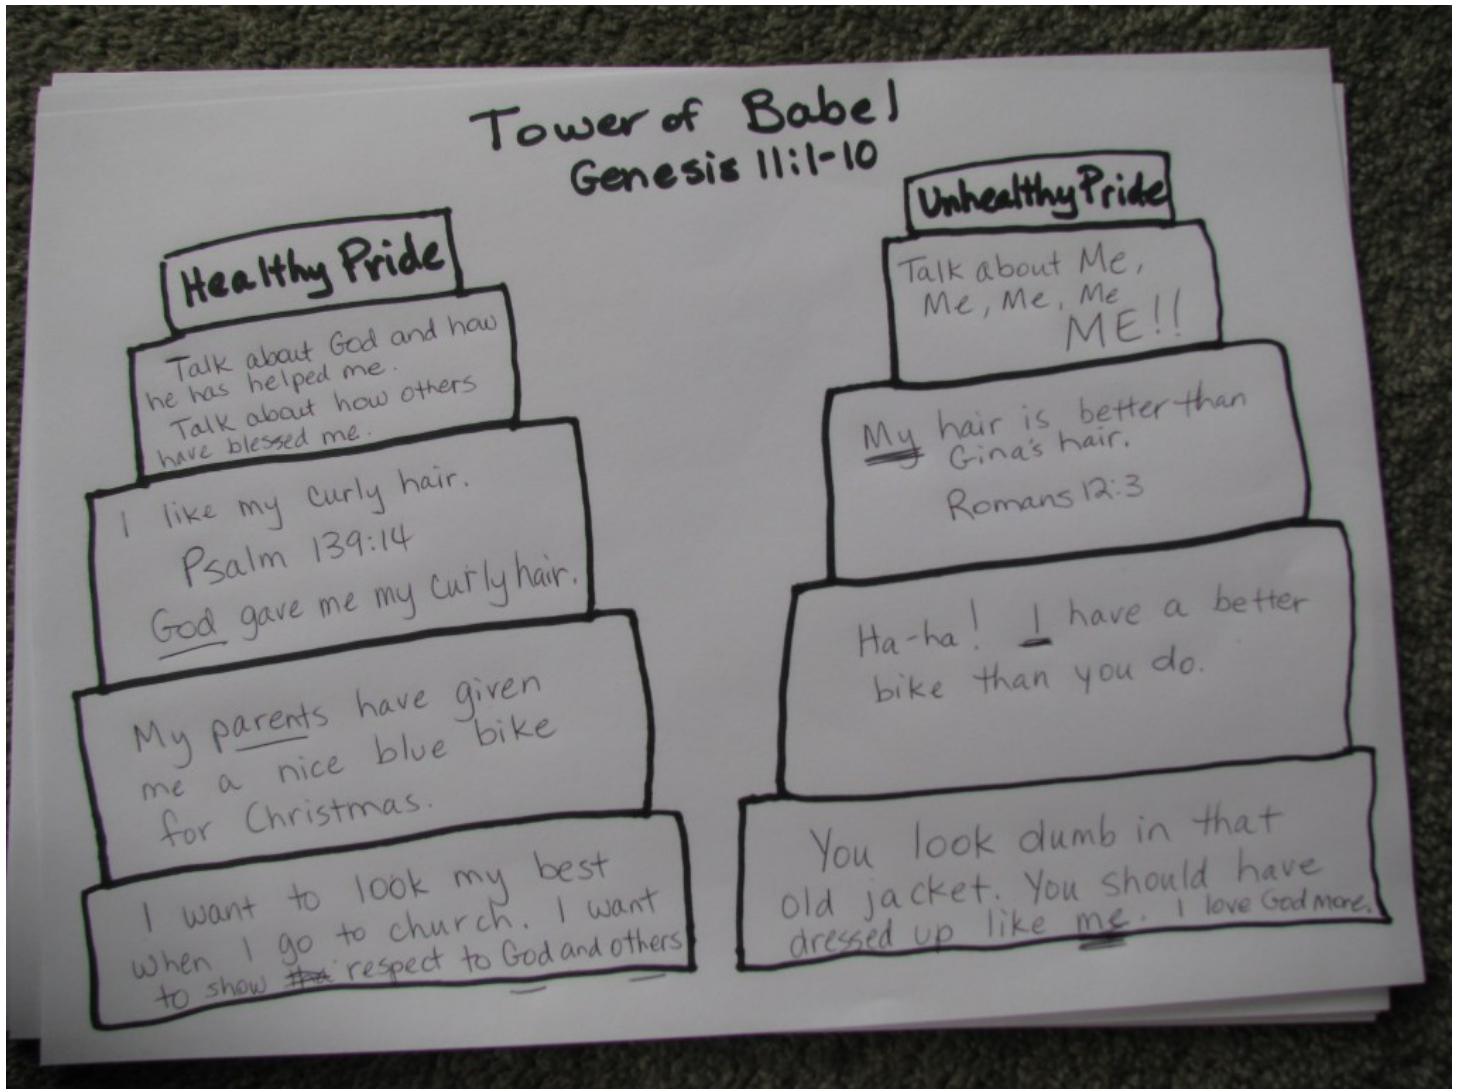 Tower of Babel
Genesis 11:1-10
Healthy Pride
Talk about God and how
he has helped me.
Talk about how others
have blessed me.
I like my curly hair.
Psalm 139:14
God gave me my curly hair.
My parents have given
me a nice blue bike
for Christmas.
I want to look my best
when I go to church. I want
to show respect to God and others
Unhealthy Pride
Talk about Me,
Me, Me, Me
ME!!
My hair is better than
Gina's hair.
Romans 12:3
Ha-ha! I have a better
bike than you do.
You look dumb in that
old jacket. You should have
dressed up like me. I love God more.